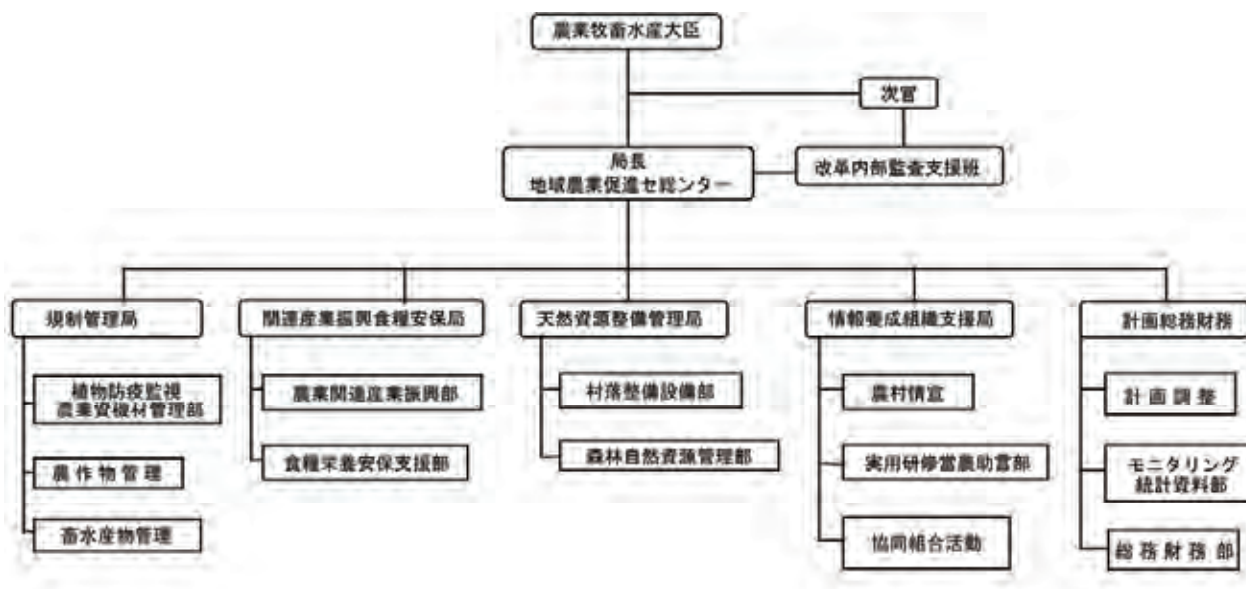 農業牧畜水産大臣
次官
局長
地域農業促進セ総ンター
改革内部監査支援班
規制管理局
関連産業振興食糧安保局
天然資源整備管理局
情報養成組織支援局
計画総務財務
植物防疫監視
農業資機材管理部
農業関連産業振興部
村落整備設備部
農村情宣
計画調整
農作物管理
食糧栄養安保支援部
森林自然資源管理部
実用研修営農助言部
モニタリング
統計資料部
畜水産物管理
協同組合活動
総務財務部